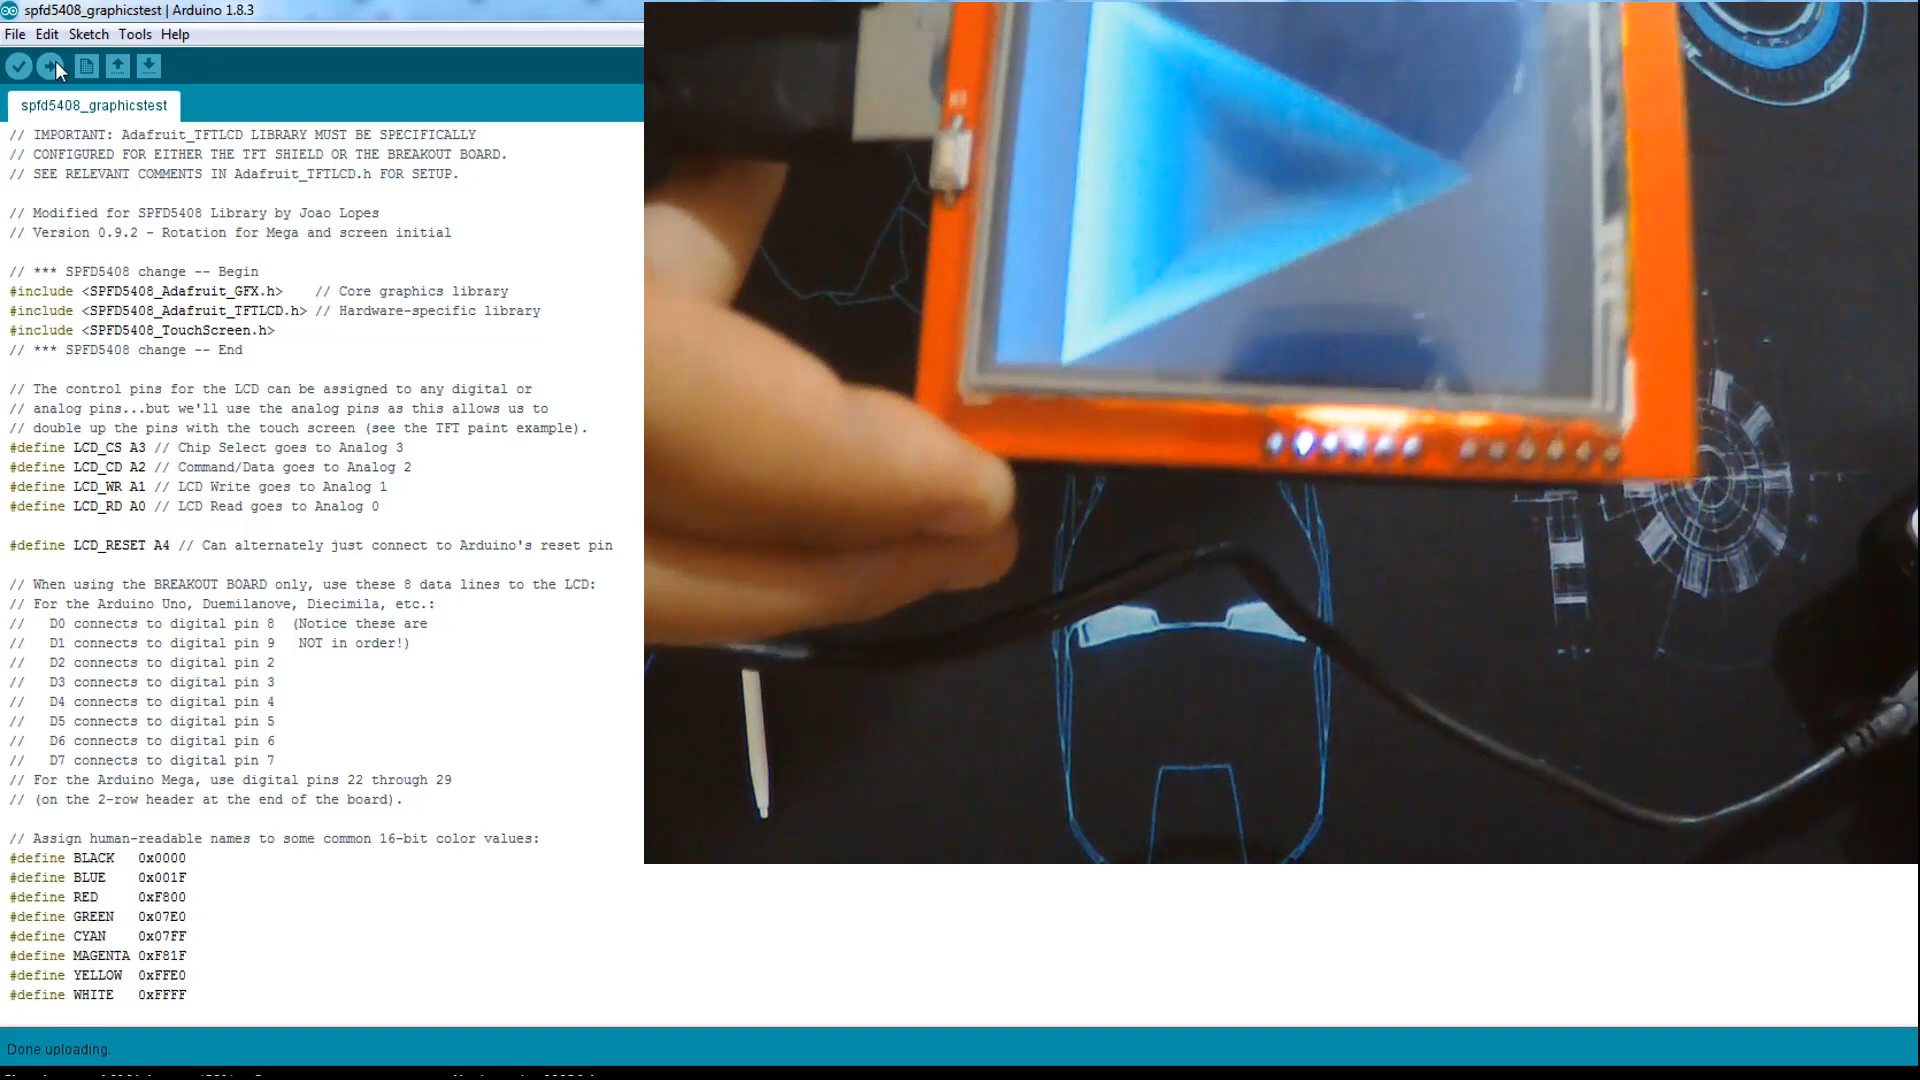 spfd5408_graphicstest | Arduino 1.8.3
File Edit Sketch Tools Help
spfd5408_graphicstest
// IMPORTANT: Adafruit_TFTLCD LIBRARY MUST BE SPECIFICALLY
// CONFIGURED FOR EITHER THE TFT SHIELD OR THE BREAKOUT BOARD.
// SEE RELEVANT COMMENTS IN Adafruit_TFTLCD.h FOR SETUP.
// Modified for SPFD5408 Library by Joao Lopes
// Version 0.9.2 - Rotation for Mega and screen initial
// *** SPFD5408 change -- Begin
#include <SPFD5408_Adafruit_GFX.h>    // Core graphics library
#include <SPFD5408_Adafruit_TFTLCD.h> // Hardware-specific library
#include <SPFD5408_TouchScreen.h>
// *** SPFD5408 change -- End
// The control pins for the LCD can be assigned to any digital or
// analog pins...but we'll use the analog pins as this allows us to
// double up the pins with the touch screen (see the TFT paint example).
#define LCD_CS A3 // Chip Select goes to Analog 3
#define LCD_CD A2 // Command/Data goes to Analog 2
#define LCD_WR A1 // LCD Write goes to Analog 1
#define LCD_RD A0 // LCD Read goes to Analog 0
#define LCD_RESET A4 // Can alternately just connect to Arduino's reset pin
// When using the BREAKOUT BOARD only, use these 8 data lines to the LCD:
// For the Arduino Uno, Duemilanove, Diecimila, etc.:
//   D0 connects to digital pin 8  (Notice these are
//   D1 connects to digital pin 9   NOT in order!)
//   D2 connects to digital pin 2
//   D3 connects to digital pin 3
//   D4 connects to digital pin 4
//   D5 connects to digital pin 5
//   D6 connects to digital pin 6
//   D7 connects to digital pin 7
// For the Arduino Mega, use digital pins 22 through 29
// (on the 2-row header at the end of the board).
// Assign human-readable names to some common 16-bit color values:
#define BLACK   0x0000
#define BLUE    0x001F
#define RED     0xF800
#define GREEN   0x07E0
#define CYAN    0x07FF
#define MAGENTA 0xF81F
#define YELLOW  0xFFE0
#define WHITE   0xFFFF
Done uploading.